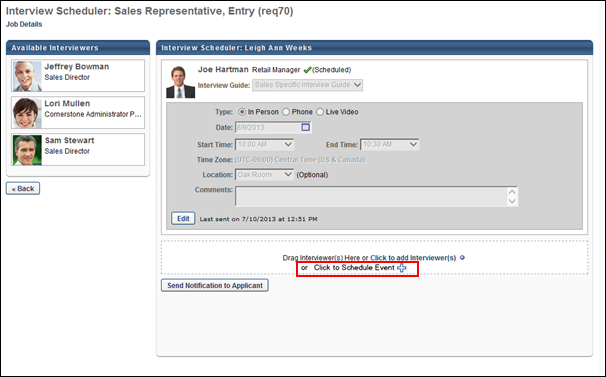 Interview Scheduler: Sales Representative, Entry (req70)
Job Details
Available Interviewers
Jeffrey Bowman
Sales Director
Lori Mullen
Cornerstone Administrator P...
Sam Stewart
Sales Director
« Back
Interview Scheduler: Leigh Ann Weeks
Joe Hartman Retail Manager (Scheduled)
Interview Guide: Sales Specific Interview Guide
Type: In Person Phone Live Video
Date: 8/9/2013
Start Time: 10:00 AM End Time: 10:30 AM
Time Zone: (UTC-06:00) Central Time (US & Canada)
Location: Oak Room (Optional)
Comments:
Edit Last sent on 7/10/2013 at 12:51 PM
Drag Interviewer(s) Here or Click to add Interviewer(s)
or Click to Schedule Event
Send Notification to Applicant